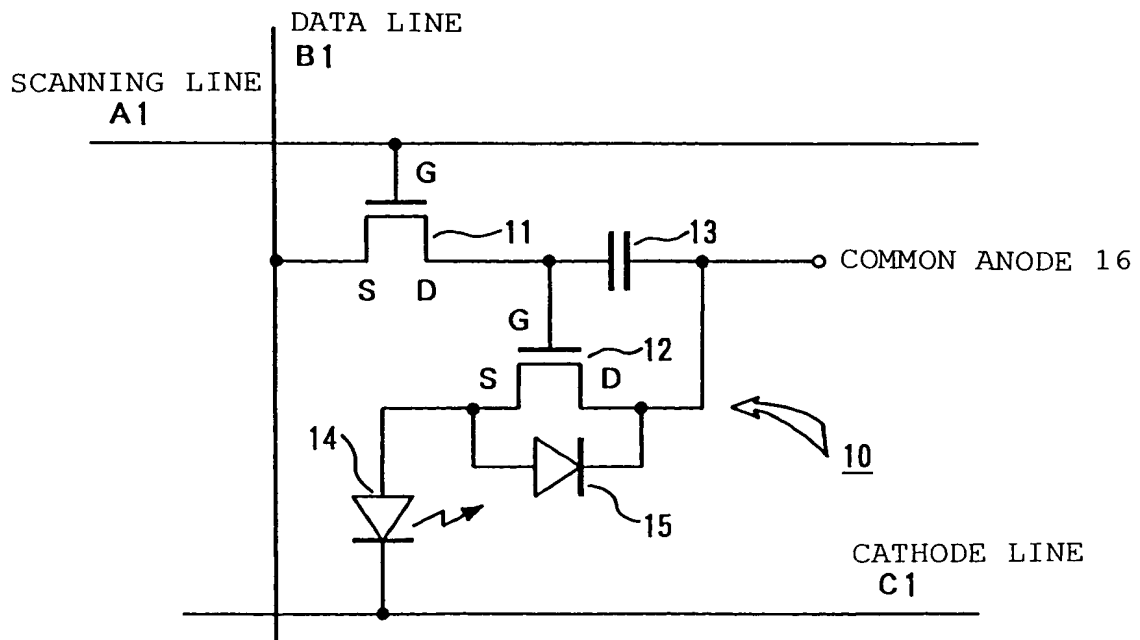 DATA LINE
B1
SCANNING LINE
A1
G
11
13
COMMON ANODE 16
S D
G
12
S D
14
10
15
CATHODE LINE
C1